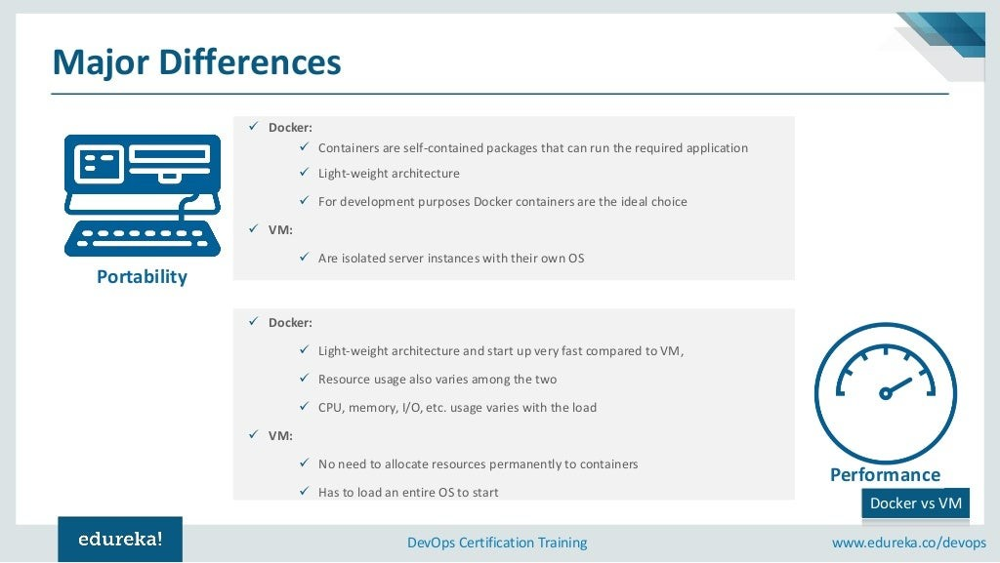 Major Differences
Docker:
Containers are self-contained packages that can run the required application
Light-weight architecture
For development purposes Docker containers are the ideal choice
VM:
Are isolated server instances with their own OS
Portability
Docker:
Light-weight architecture and start up very fast compared to VM,
Resource usage also varies among the two
CPU, memory, I/O, etc. usage varies with the load
VM:
No need to allocate resources permanently to containers
Has to load an entire OS to start
Performance
Docker vs VM
edureka!
DevOps Certification Training
www.edureka.co/devops